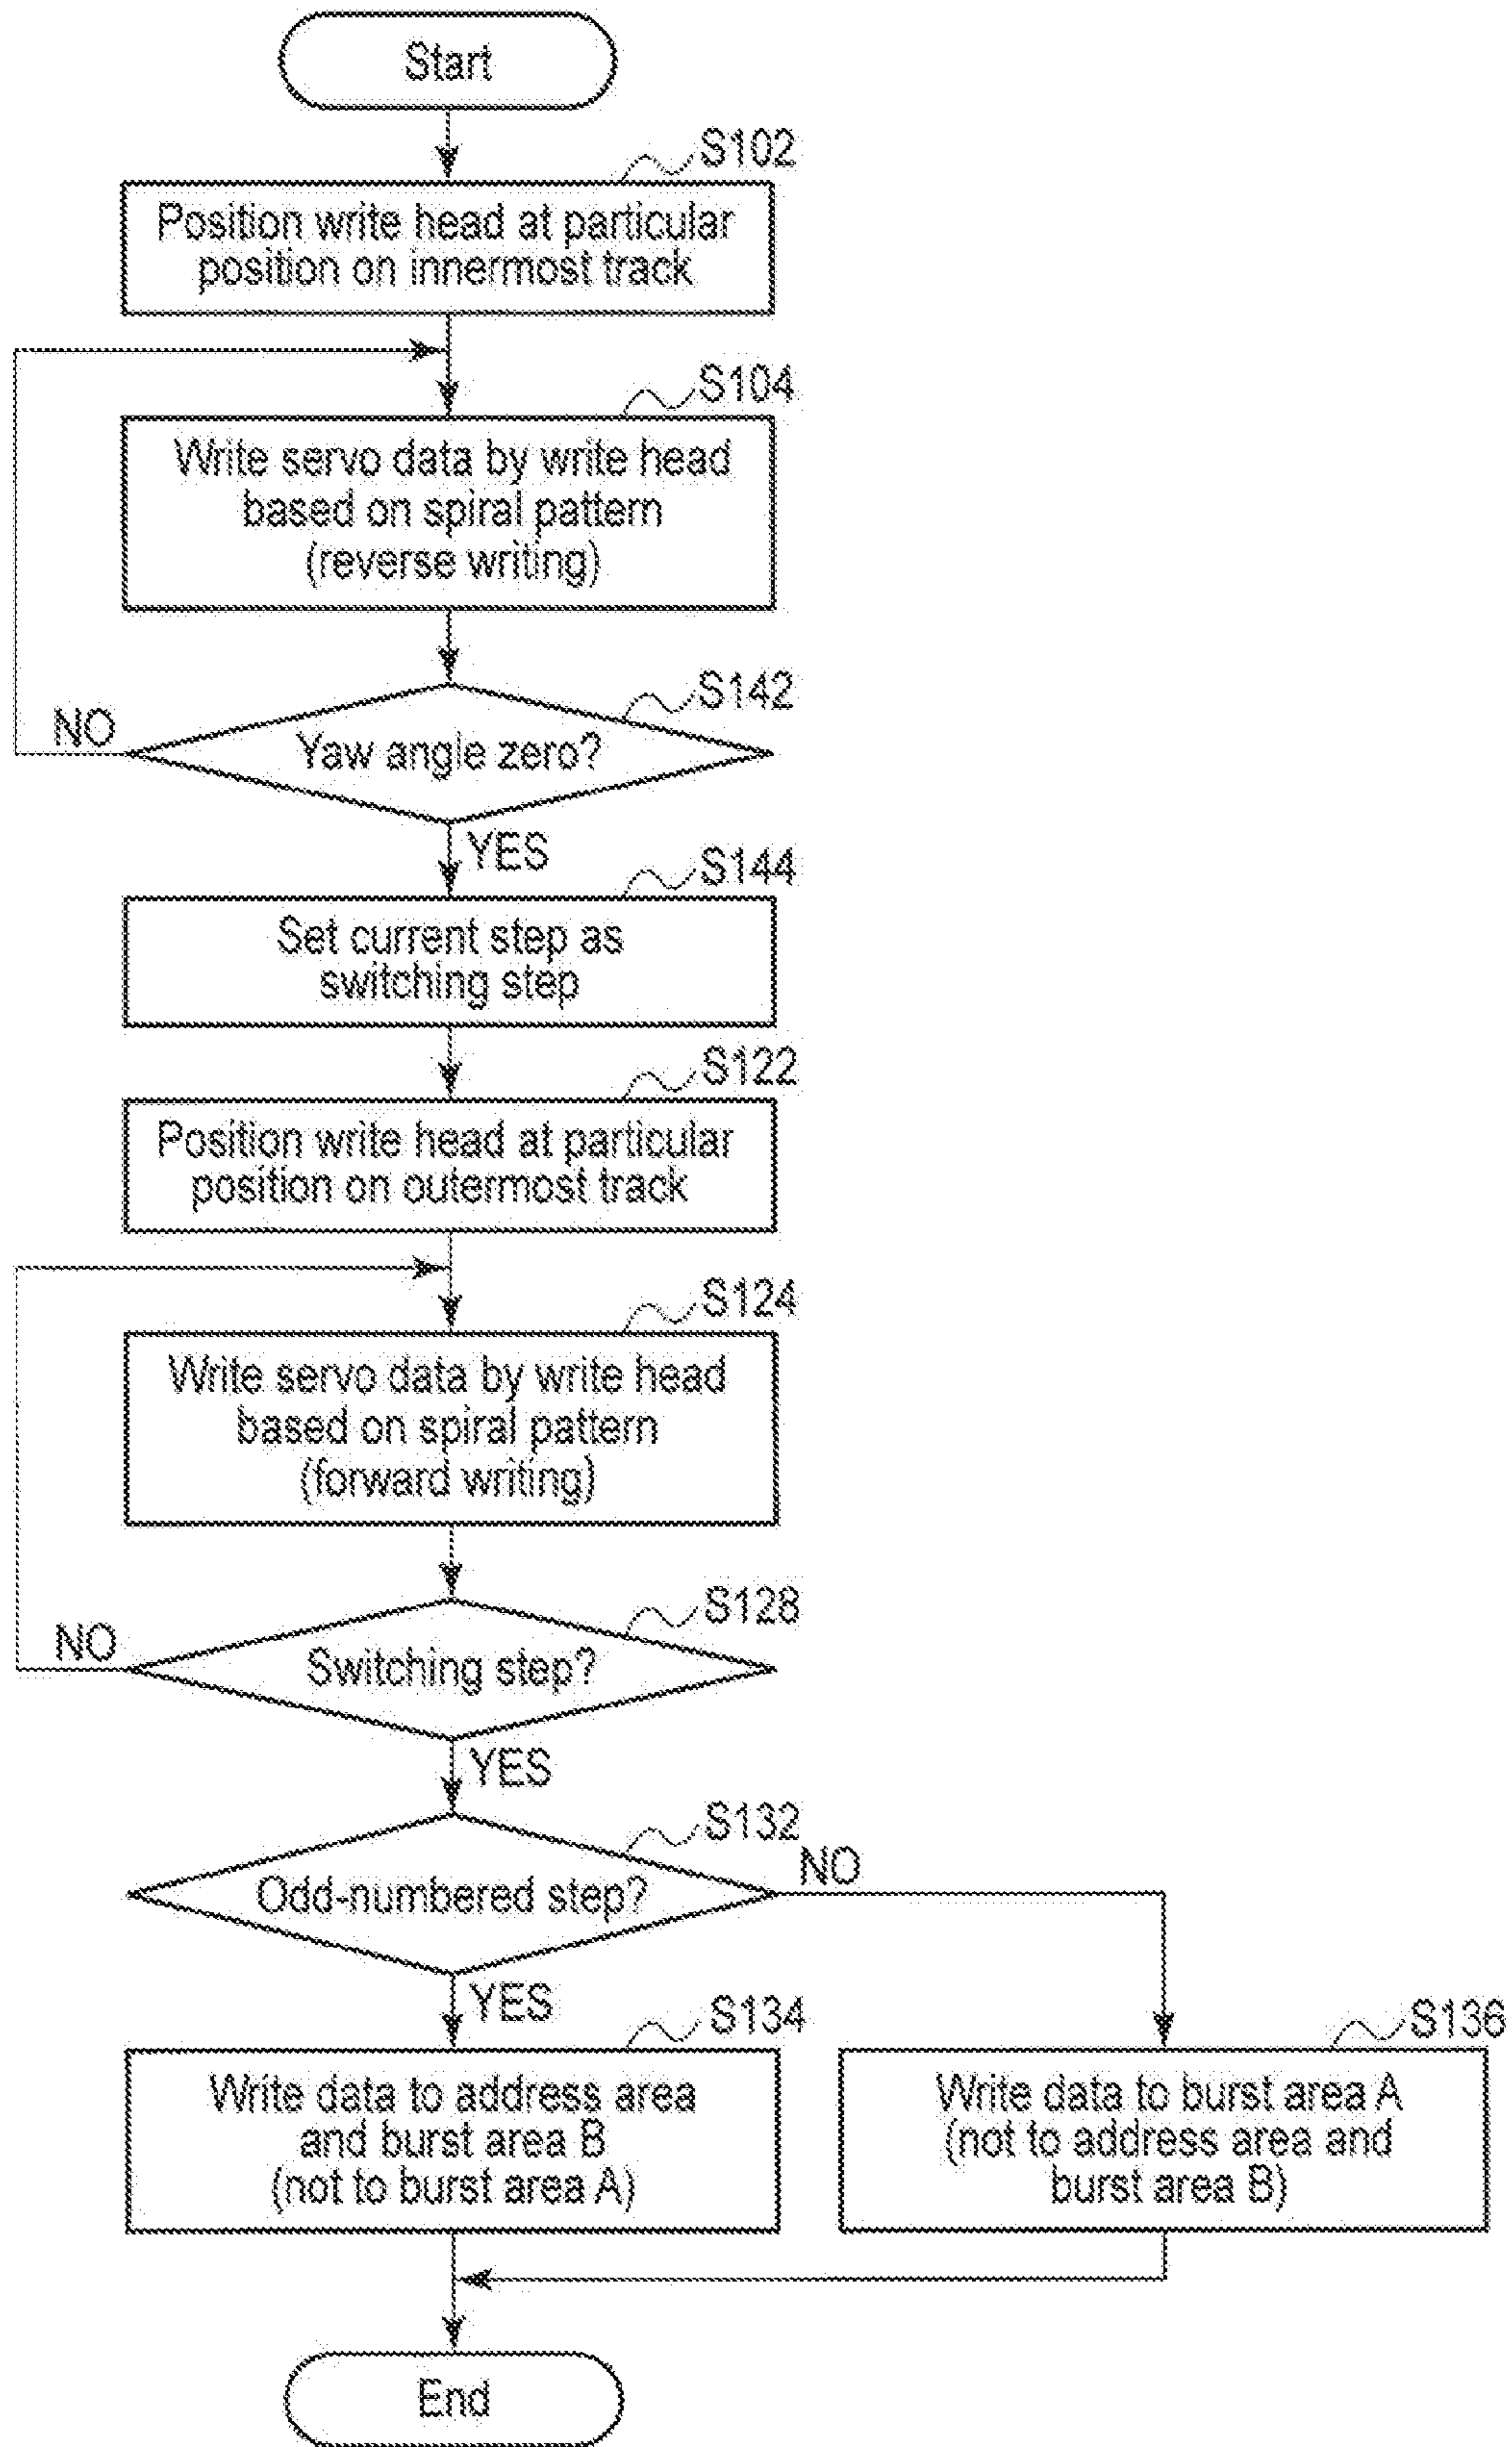 Start
S102
Position write head at particular
position on innermost track
S104
Write servo data by write head
based on spiral pattern
(reverse writing)
S142
NO
Yaw angle zero?
YES
S144
Set current step as
switching step
S122
Position write head at particular
position on outermost track
S124
Write servo data by write head
based on spiral pattern
(forward writing)
S128
NO
Switching step?
YES
S132
NO
Odd-numbered step?
YES
S134
Write data to address area
and burst area B
(not to burst area A)
S136
Write data to burst area A
(not to address area and
burst area B)
End